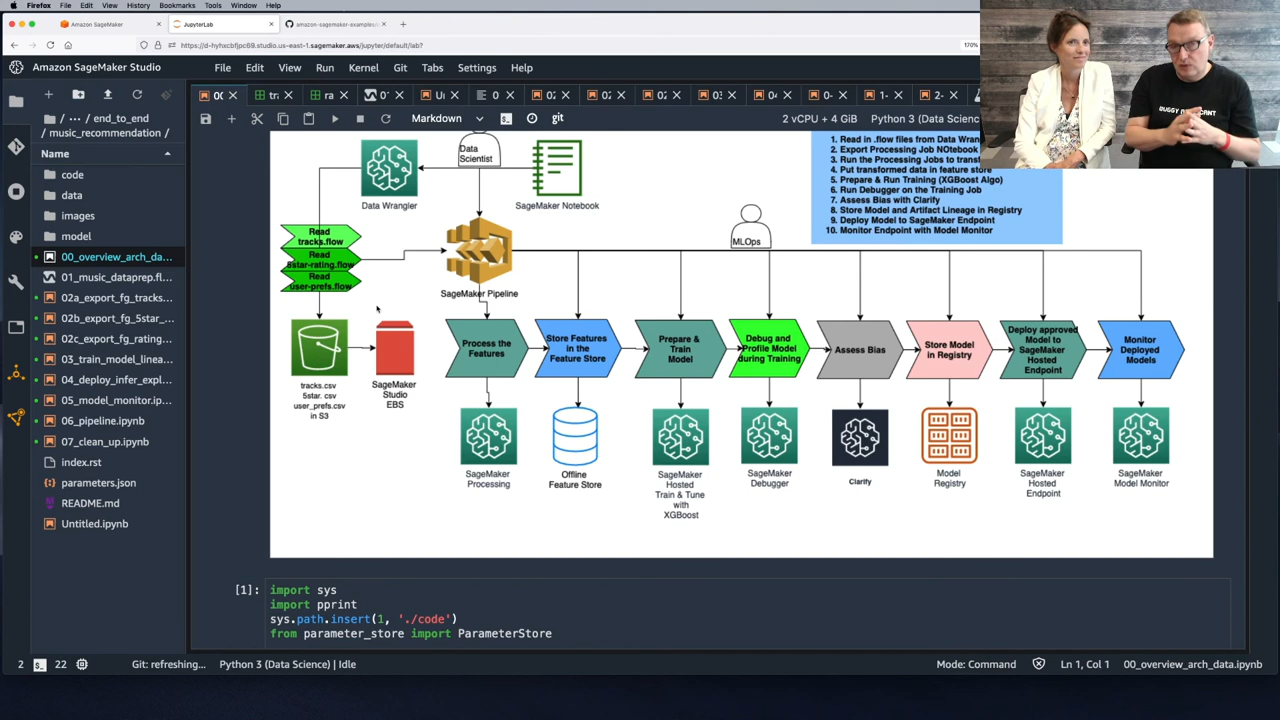 Firefox File Edit View History Bookmarks Tools Window Help
Amazon SageMaker
JupyterLab
amazon-sagemaker-examples/
https://d-hyhxcbfjpc69.studio.us-east-1.sagemaker.aws/jupyter/default/lab?
170%
Amazon SageMaker Studio
File Edit View Run Kernel Git Tabs Settings Help
/ ... / end_to_end
/ music_recommendation /
Name
code
data
images
model
00_overview_arch_da...
01_music_dataprep.fl...
02a_export_fg_tracks...
02b_export_fg_5star_...
02c_export_fg_rating...
03_train_model_linea...
04_deploy_infer_expl...
05_model_monitor.ip...
06_pipeline.ipynb
07_clean_up.ipynb
index.rst
parameters.json
README.md
Untitled.ipynb
Markdown
git
2 vCPU + 4 GiB
Python 3 (Data Scienc
Data
Scientist
Data Wrangler
SageMaker Notebook
1. Read in .flow files from Data Wran
2. Export Processing Job NOtebook
3. Run the Processing Jobs to transf
4. Put transformed data in feature store
5. Prepare & Run Training (XGBoost Algo)
6. Run Debugger on the Training Job
7. Assess Bias with Clarify
8. Store Model and Artifact Lineage in Registry
9. Deploy Model to SageMaker Endpoint
10. Monitor Endpoint with Model Monitor
MLOps
Read
tracks.flow
Read
5star-rating.flow
Read
user-prefs.flow
SageMaker Pipeline
tracks.csv
5star. csv
user_prefs.csv
in S3
SageMaker
Studio
EBS
Process the
Features
Store Features
in the
Feature Store
Prepare &
Train
Model
Debug and
Profile Model
during Training
Assess Bias
Store Model
in Registry
Deploy approved
Model to
SageMaker
Hosted
Endpoint
Monitor
Deployed
Models
SageMaker
Processing
Offline
Feature Store
SageMaker
Hosted
Train & Tune
with
XGBoost
SageMaker
Debugger
Clarify
Model
Registry
SageMaker
Hosted
Endpoint
SageMaker
Model Monitor
[1]:
import sys
import pprint
sys.path.insert(1, './code')
from parameter_store import ParameterStore
2 22 Git: refreshing... Python 3 (Data Science) | Idle
Mode: Command Ln 1, Col 1 00_overview_arch_data.ipynb